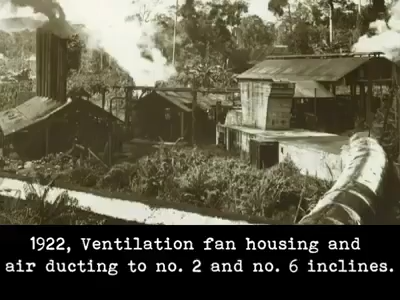 1922, Ventilation fan housing and
air ducting to no. 2 and no. 6 inclines.